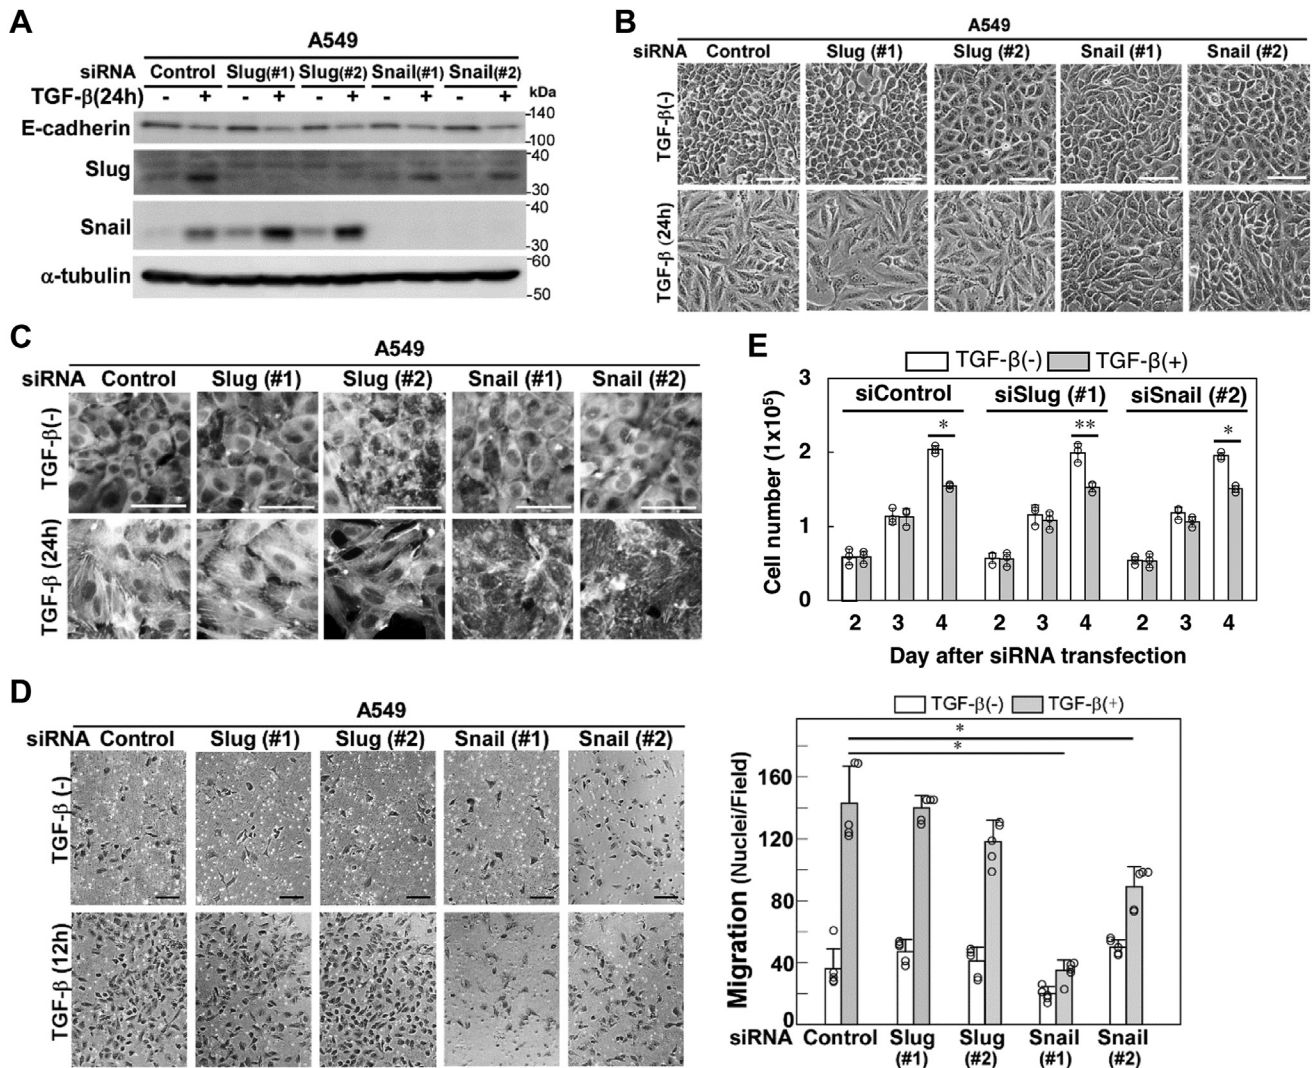 A
A549
siRNA Control Slug(#1) Slug(#2) Snail(#1) Snail(#2)
TGF-β(24h) - + - + - + - + - + kDa
E-cadherin -140
-100
Slug -40
-30
Snail -40
-30
α-tubulin -60
-50
B
A549
siRNA Control Slug (#1) Slug (#2) Snail (#1) Snail (#2)
TGF-β(-)
TGF-β (24h)
C
A549
siRNA Control Slug (#1) Slug (#2) Snail (#1) Snail (#2)
TGF-β(-)
TGF-β (24h)
E
TGF-β(-) TGF-β(+)
siControl siSlug (#1) siSnail (#2)
* ** *
Cell number (1x10⁵)
3
2
1
0
2 3 4 2 3 4 2 3 4
Day after siRNA transfection
D
A549
siRNA Control Slug (#1) Slug (#2) Snail (#1) Snail (#2)
TGF-β (-)
TGF-β (12h)
TGF-β(-) TGF-β(+)
*
*
Migration (Nuclei/Field)
160
120
80
40
0
siRNA Control Slug Slug Snail Snail
(#1) (#2) (#1) (#2)